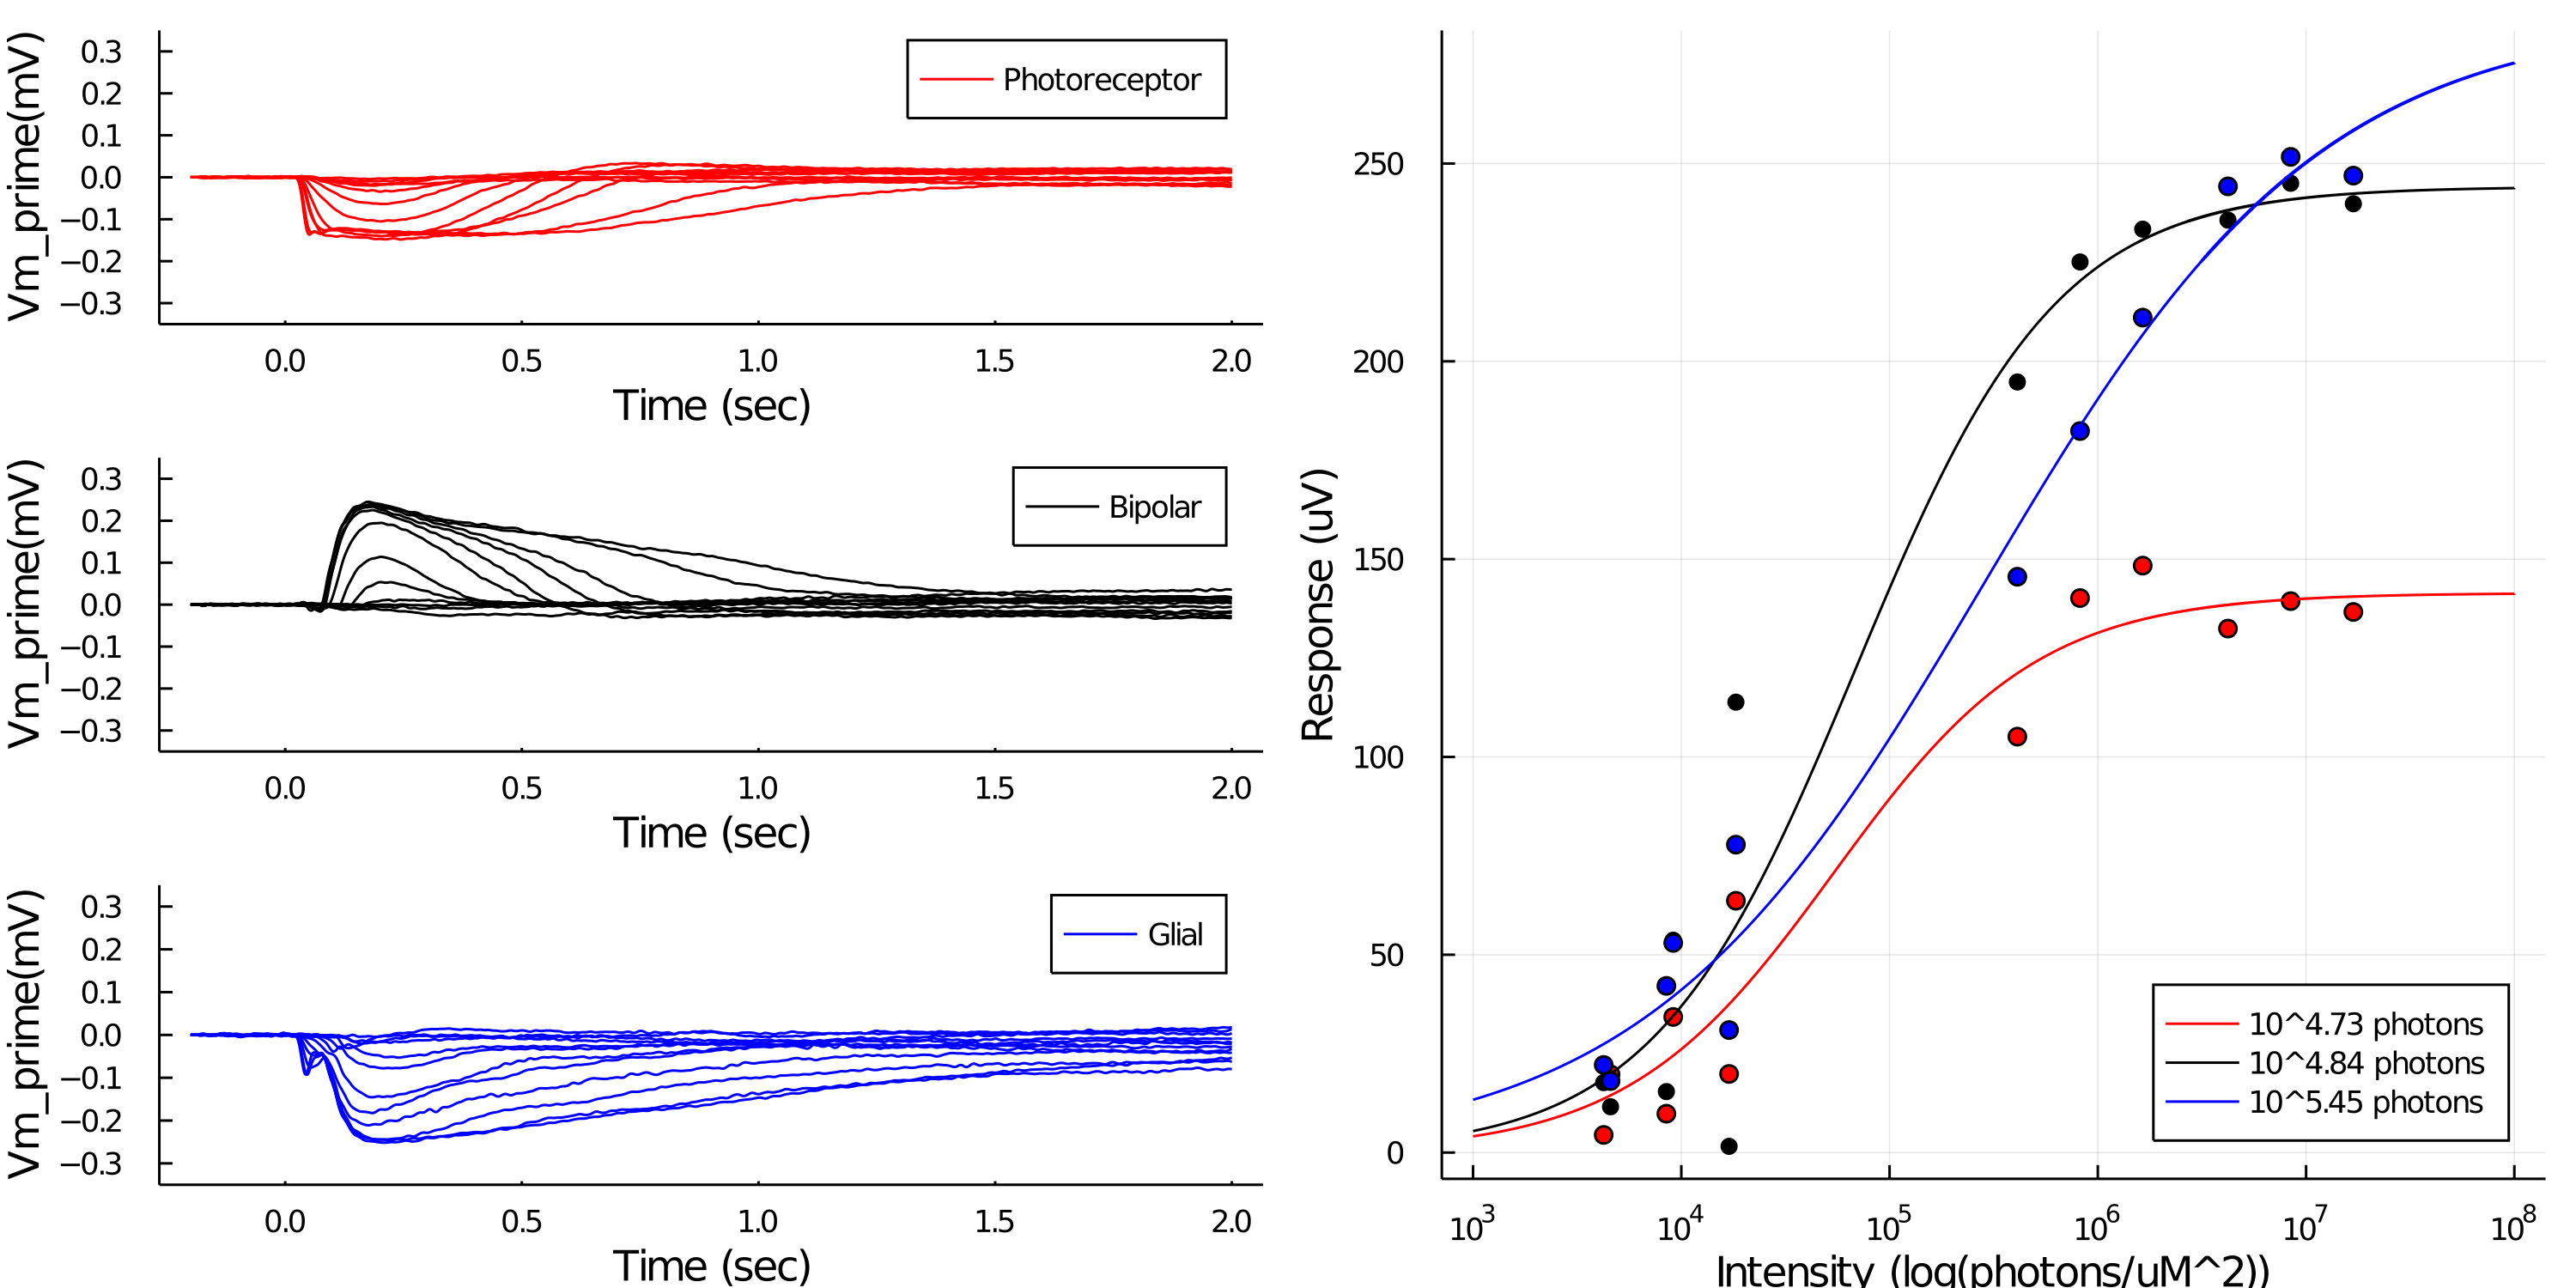 Vm_prime(mV)
0.3
0.2
0.1
0.0
−0.1
−0.2
−0.3
Photoreceptor
0.0 0.5 1.0 1.5 2.0
Time (sec)
Vm_prime(mV)
0.3
0.2
0.1
0.0
−0.1
−0.2
−0.3
Bipolar
0.0 0.5 1.0 1.5 2.0
Time (sec)
Vm_prime(mV)
0.3
0.2
0.1
0.0
−0.1
−0.2
−0.3
Glial
0.0 0.5 1.0 1.5 2.0
Time (sec)
Response (uV)
250
200
150
100
50
0
10^4.73 photons
10^4.84 photons
10^5.45 photons
10³ 10⁴ 10⁵ 10⁶ 10⁷ 10⁸
Intensity (log(photons/uM^2))